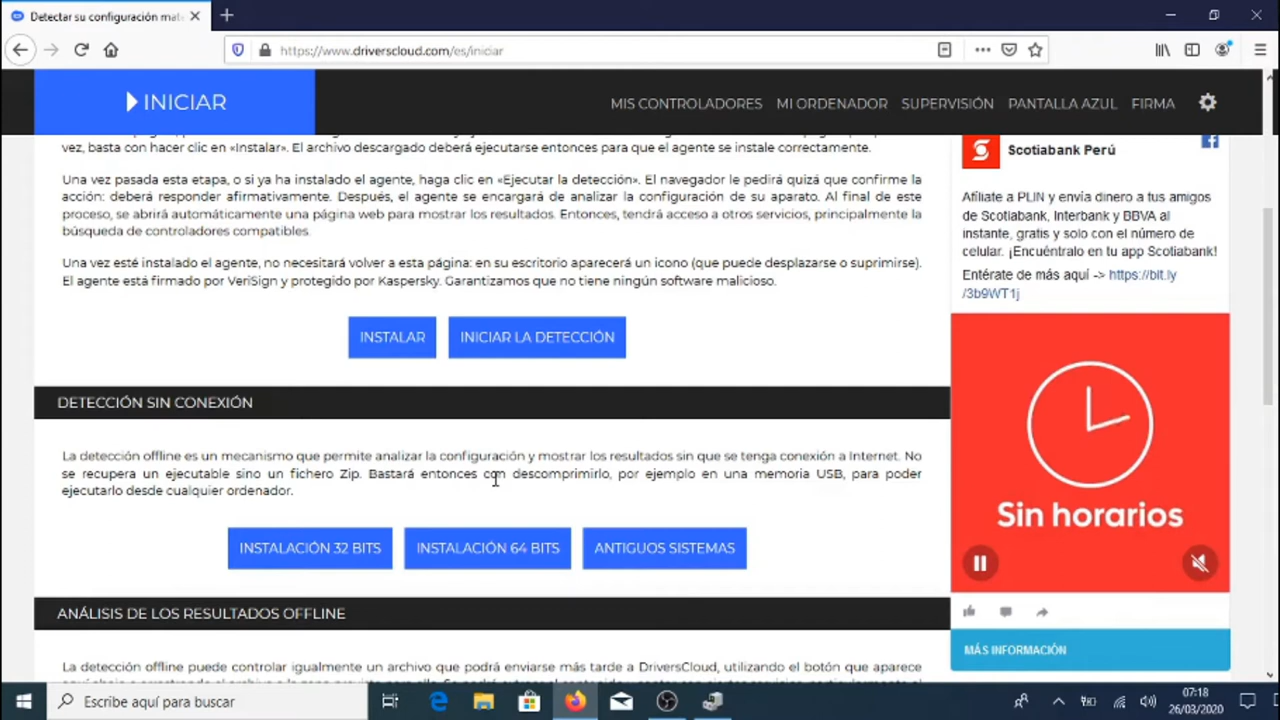 Detectar su configuración mat
https://www.driverscloud.com/es/iniciar
INICIAR
MIS CONTROLADORES
MI ORDENADOR
SUPERVISIÓN
PANTALLA AZUL
FIRMA
vez, basta con hacer clic en «Instalar». El archivo descargado deberá ejecutarse entonces para que el agente se instale correctamente.
Una vez pasada esta etapa, o si ya ha instalado el agente, haga clic en «Ejecutar la detección». El navegador le pedirá quizá que confirme la
acción: deberá responder afirmativamente. Después, el agente se encargará de analizar la configuración de su aparato. Al final de este
proceso, se abrirá automáticamente una página web para mostrar los resultados. Entonces, tendrá acceso a otros servicios, principalmente la
búsqueda de controladores compatibles.
Una vez esté instalado el agente, no necesitará volver a esta página: en su escritorio aparecerá un icono (que puede desplazarse o suprimirse).
El agente está firmado por VeriSign y protegido por Kaspersky. Garantizamos que no tiene ningún software malicioso.
INSTALAR
INICIAR LA DETECCIÓN
DETECCIÓN SIN CONEXIÓN
La detección offline es un mecanismo que permite analizar la configuración y mostrar los resultados sin que se tenga conexión a Internet. No
se recupera un ejecutable sino un fichero Zip. Bastará entonces con descomprimirlo, por ejemplo en una memoria USB, para poder
ejecutarlo desde cualquier ordenador.
INSTALACIÓN 32 BITS
INSTALACIÓN 64 BITS
ANTIGUOS SISTEMAS
ANÁLISIS DE LOS RESULTADOS OFFLINE
La detección offline puede controlar igualmente un archivo que podrá enviarse más tarde a DriversCloud, utilizando el botón que aparece
Scotiabank Perú
Afíliate a PLIN y envía dinero a tus amigos
de Scotiabank, Interbank y BBVA al
instante, gratis y solo con el número de
celular. ¡Encuéntralo en tu app Scotiabank!
Entérate de más aquí -> https://bit.ly
/3b9WT1j
Sin horarios
MÁS INFORMACIÓN
Escribe aquí para buscar
07:18
26/03/2020